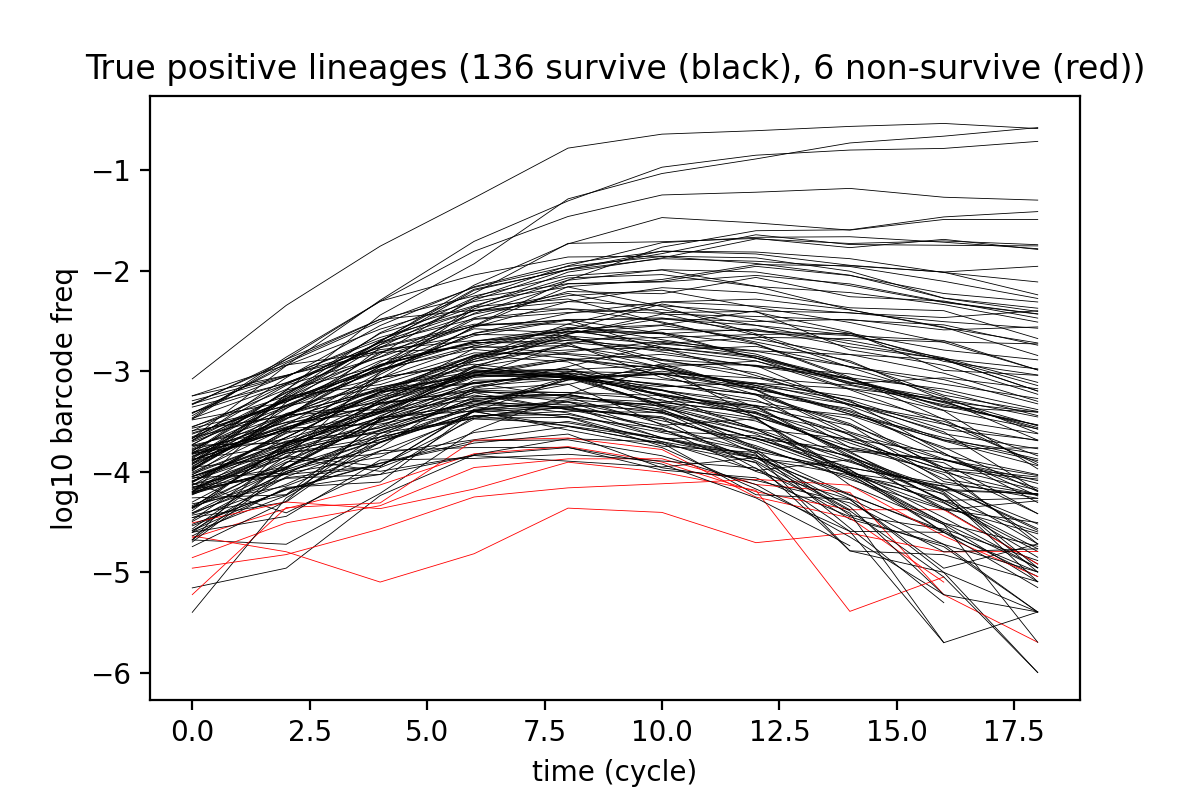 True positive lineages (136 survive (black), 6 non-survive (red))
log10 barcode freq
−1
−2
−3
−4
−5
−6
0.0 2.5 5.0 7.5 10.0 12.5 15.0 17.5
time (cycle)